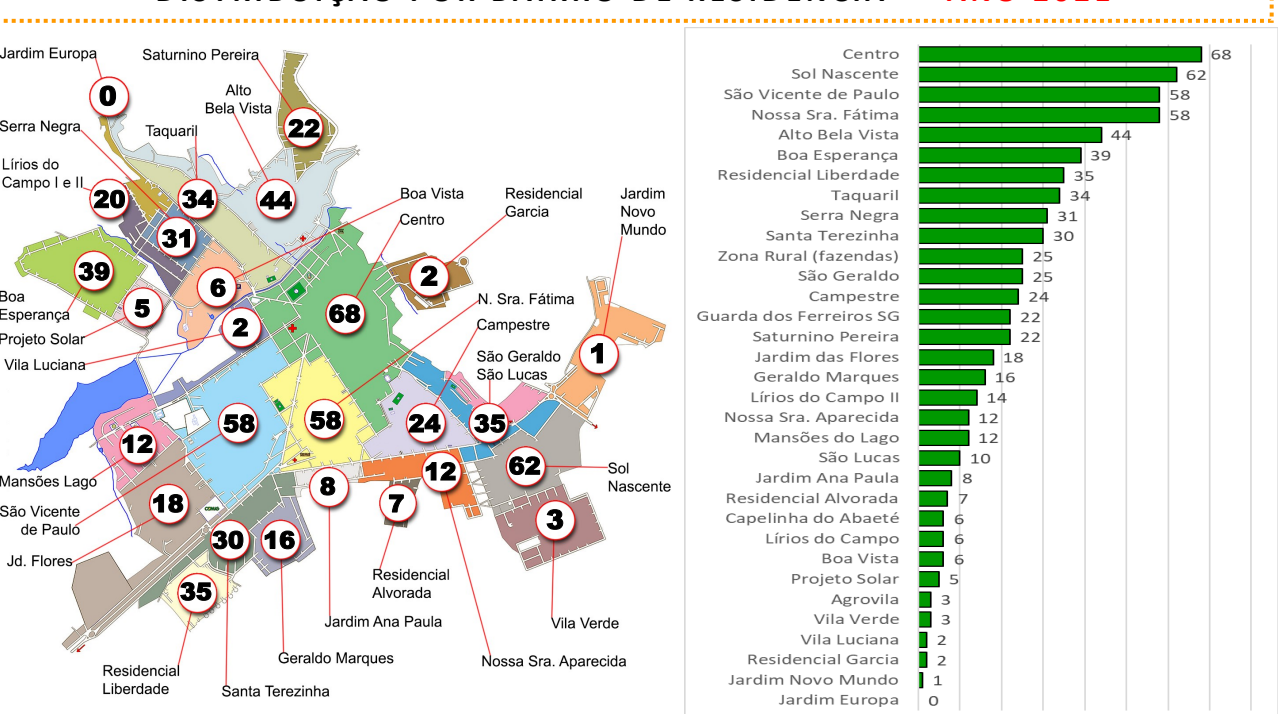 DISTRIBUIÇÃO POR BAIRRO DE RESIDÊNCIA – ANO 2021
Jardim Europa
Saturnino Pereira
0
Alto
Bela Vista
22
Serra Negra
Taquaril
Lírios do
Campo I e II
20
34
44
Boa Vista
Centro
Residencial
Garcia
Jardim
Novo
Mundo
31
39
6
2
5
Boa
Esperança
Projeto Solar
2
68
N. Sra. Fátima
Campestre
Vila Luciana
São Geraldo
São Lucas
1
58
58
24
35
12
Mansões Lago
62
Sol
Nascente
12
8
7
São Vicente
de Paulo
18
3
Jd. Flores
30
16
35
Residencial
Alvorada
Jardim Ana Paula
Vila Verde
Geraldo Marques
Nossa Sra. Aparecida
Residencial
Liberdade
Santa Terezinha
Centro 68
Sol Nascente 62
São Vicente de Paulo 58
Nossa Sra. Fátima 58
Alto Bela Vista 44
Boa Esperança 39
Residencial Liberdade 35
Taquaril 34
Serra Negra 31
Santa Terezinha 30
Zona Rural (fazendas) 25
São Geraldo 25
Campestre 24
Guarda dos Ferreiros SG 22
Saturnino Pereira 22
Jardim das Flores 18
Geraldo Marques 16
Lírios do Campo II 14
Nossa Sra. Aparecida 12
Mansões do Lago 12
São Lucas 10
Jardim Ana Paula 8
Residencial Alvorada 7
Capelinha do Abaeté 6
Lírios do Campo 6
Boa Vista 6
Projeto Solar 5
Agrovila 3
Vila Verde 3
Vila Luciana 2
Residencial Garcia 2
Jardim Novo Mundo 1
Jardim Europa 0